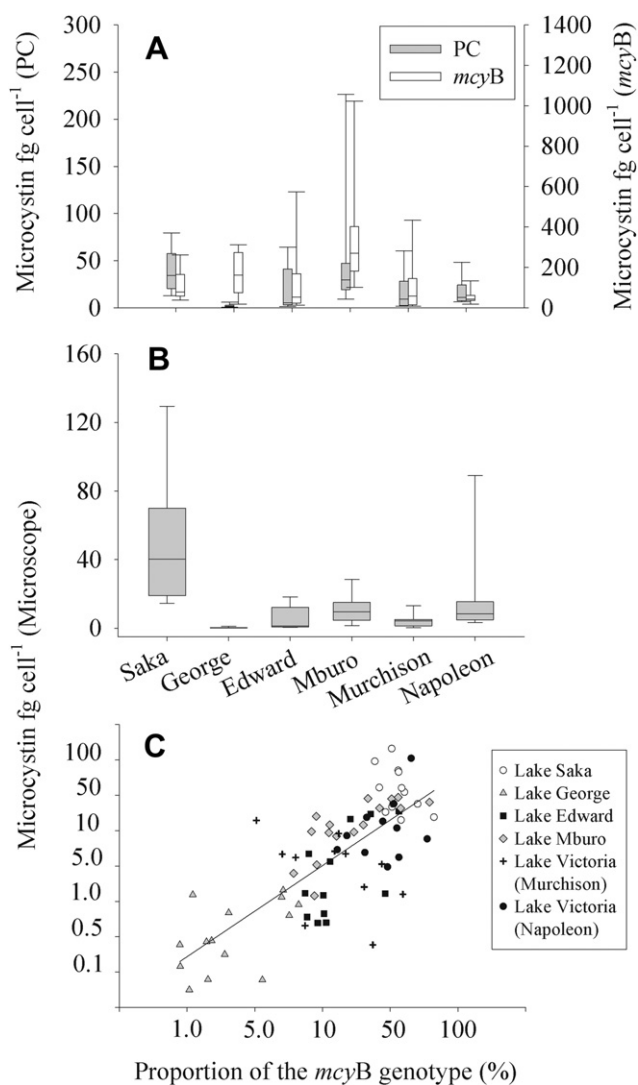 A
Microcystin fg cell⁻¹ (PC)
300
250
200
150
100
50
0
PC
mcyB
1400
1200
1000
800
600
400
200
0
Microcystin fg cell⁻¹ (mcyB)
B
Microcystin fg cell⁻¹ (Microscope)
160
120
80
40
0
Saka
George
Edward
Mburo
Murchison
Napoleon
C
100
50
10
5.0
1.0
0.5
0.1
1.0
5.0
10
50
100
Proportion of the mcyB genotype (%)
Lake Saka
Lake George
Lake Edward
Lake Mburo
Lake Victoria
(Murchison)
Lake Victoria
(Napoleon)